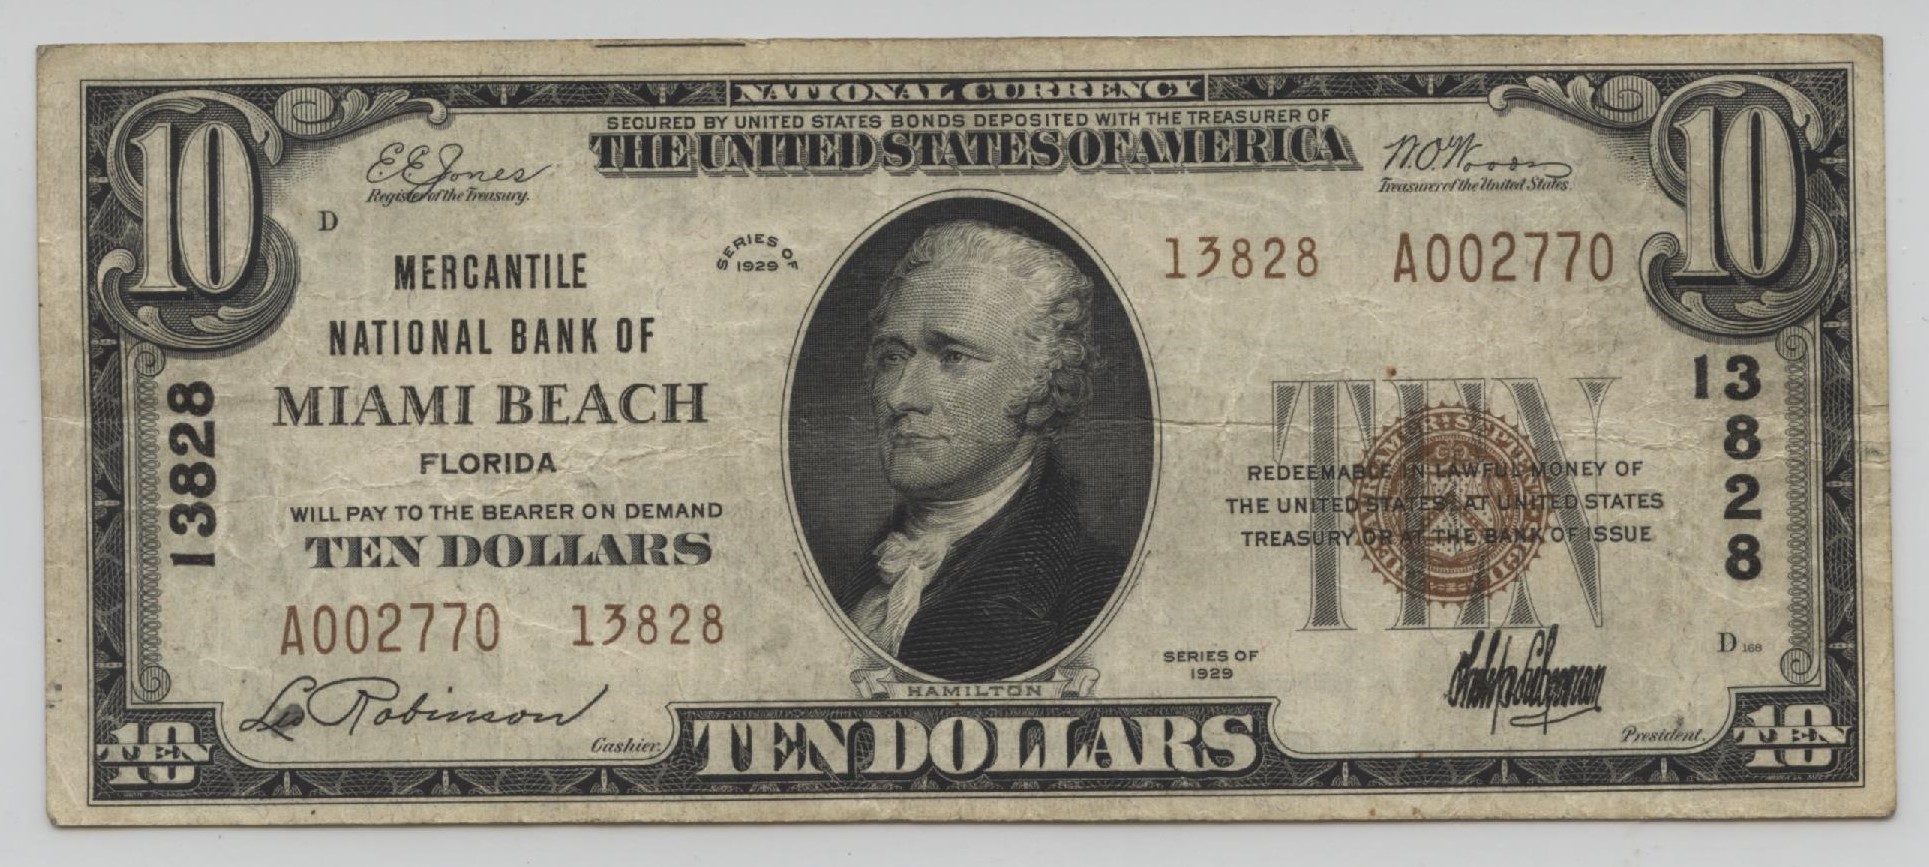 NATIONAL CURRENCY
SECURED BY UNITED STATES BONDS DEPOSITED WITH THE TREASURER OF
THE UNITED STATES OF AMERICA
10
10
E E Jones
Register of the Treasury.
W.O. Woods
Treasurer of the United States.
D
SERIES OF
1929
13828 A002770
MERCANTILE
NATIONAL BANK OF
MIAMI BEACH
FLORIDA
WILL PAY TO THE BEARER ON DEMAND
TEN DOLLARS
A002770 13828
13828
13828
TEN
REDEEMABLE IN LAWFUL MONEY OF
THE UNITED STATES AT UNITED STATES
TREASURY OR AT THE BANK OF ISSUE
SERIES OF
1929
D 168
HAMILTON
Robinson
Cashier.
President.
10
TEN
TEN DOLLARS
10
TEN